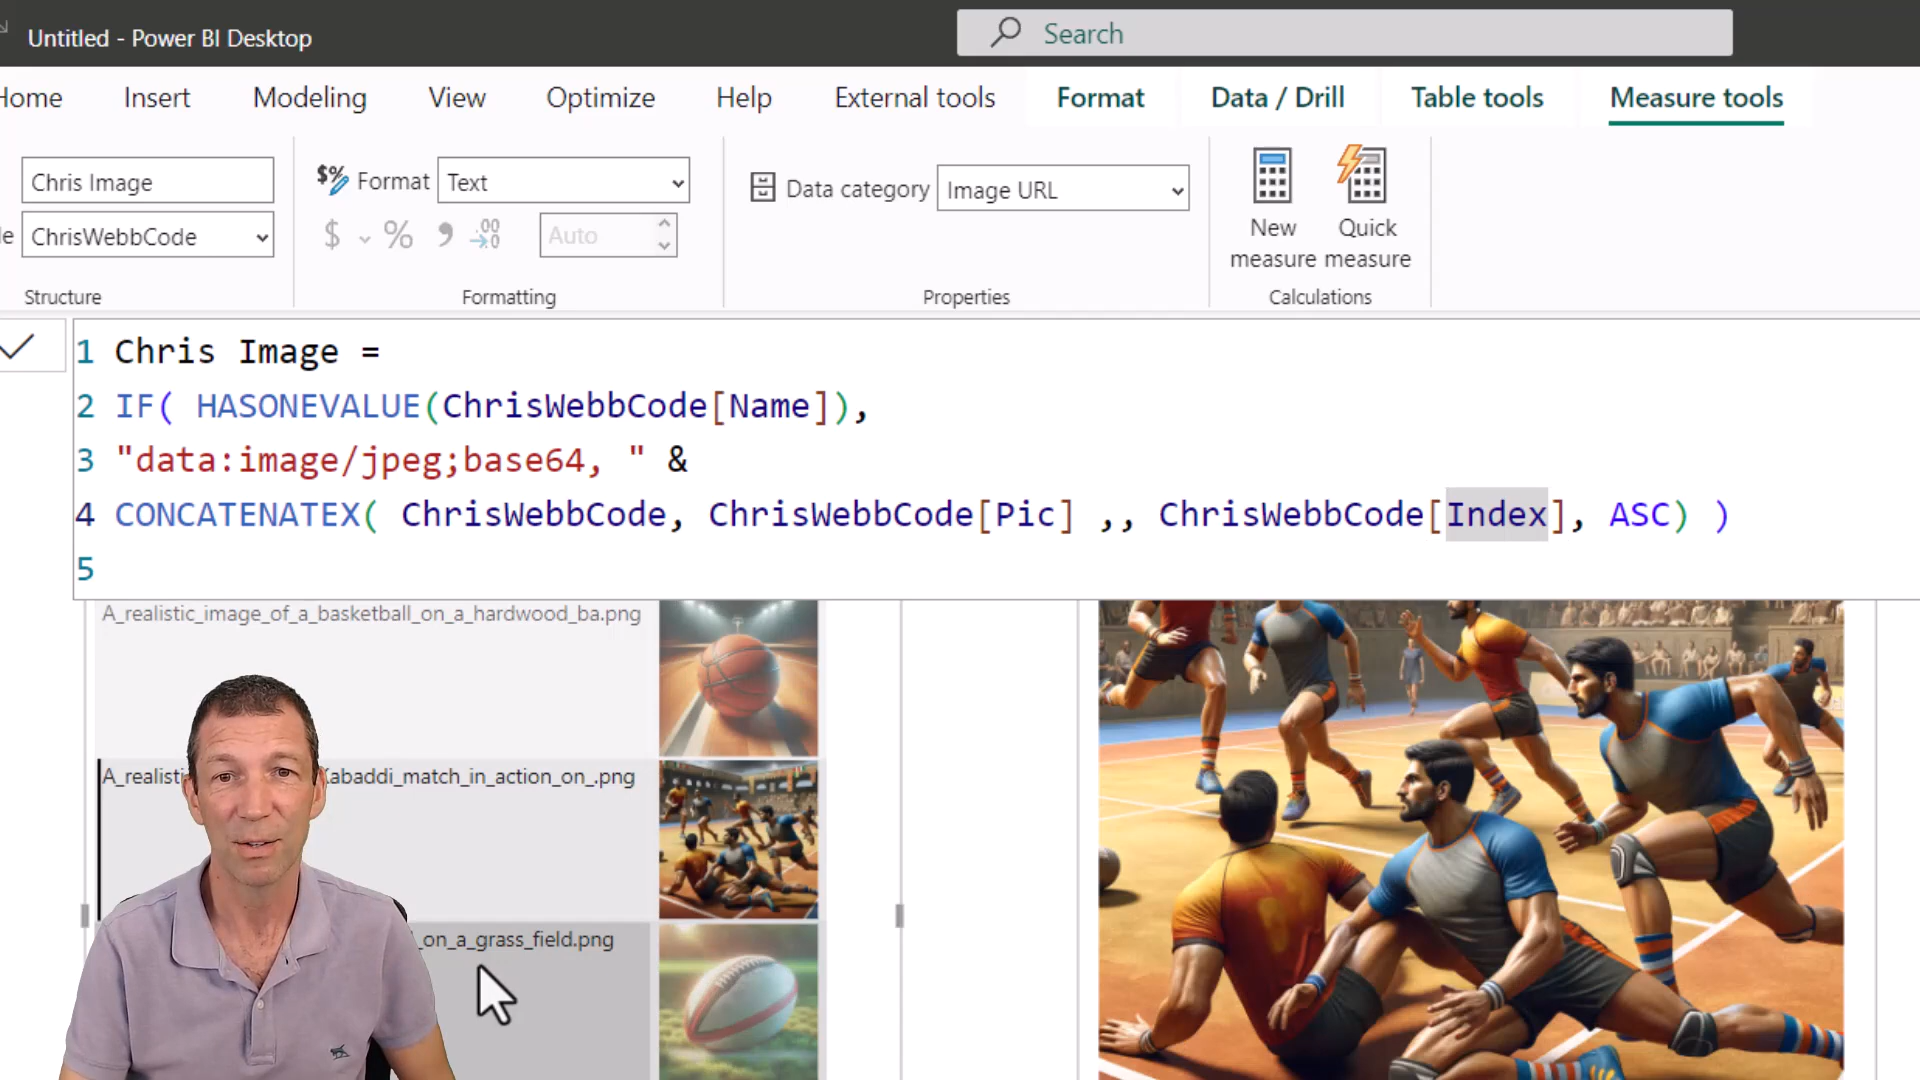 Untitled - Power BI Desktop
Search
Home Insert Modeling View Optimize Help External tools Format Data / Drill Table tools Measure tools
Chris Image
$% Format Text
Data category Image URL
New measure
Quick measure
ChrisWebbCode
$ % , .00 Auto
Structure Formatting Properties Calculations
1 Chris Image =
2 IF( HASONEVALUE(ChrisWebbCode[Name]),
3 "data:image/jpeg;base64, " &
4 CONCATENATEX( ChrisWebbCode, ChrisWebbCode[Pic] ,, ChrisWebbCode[Index], ASC) )
5
A_realistic_image_of_a_basketball_on_a_hardwood_ba.png
A_realisti abaddi_match_in_action_on_.png
_on_a_grass_field.png